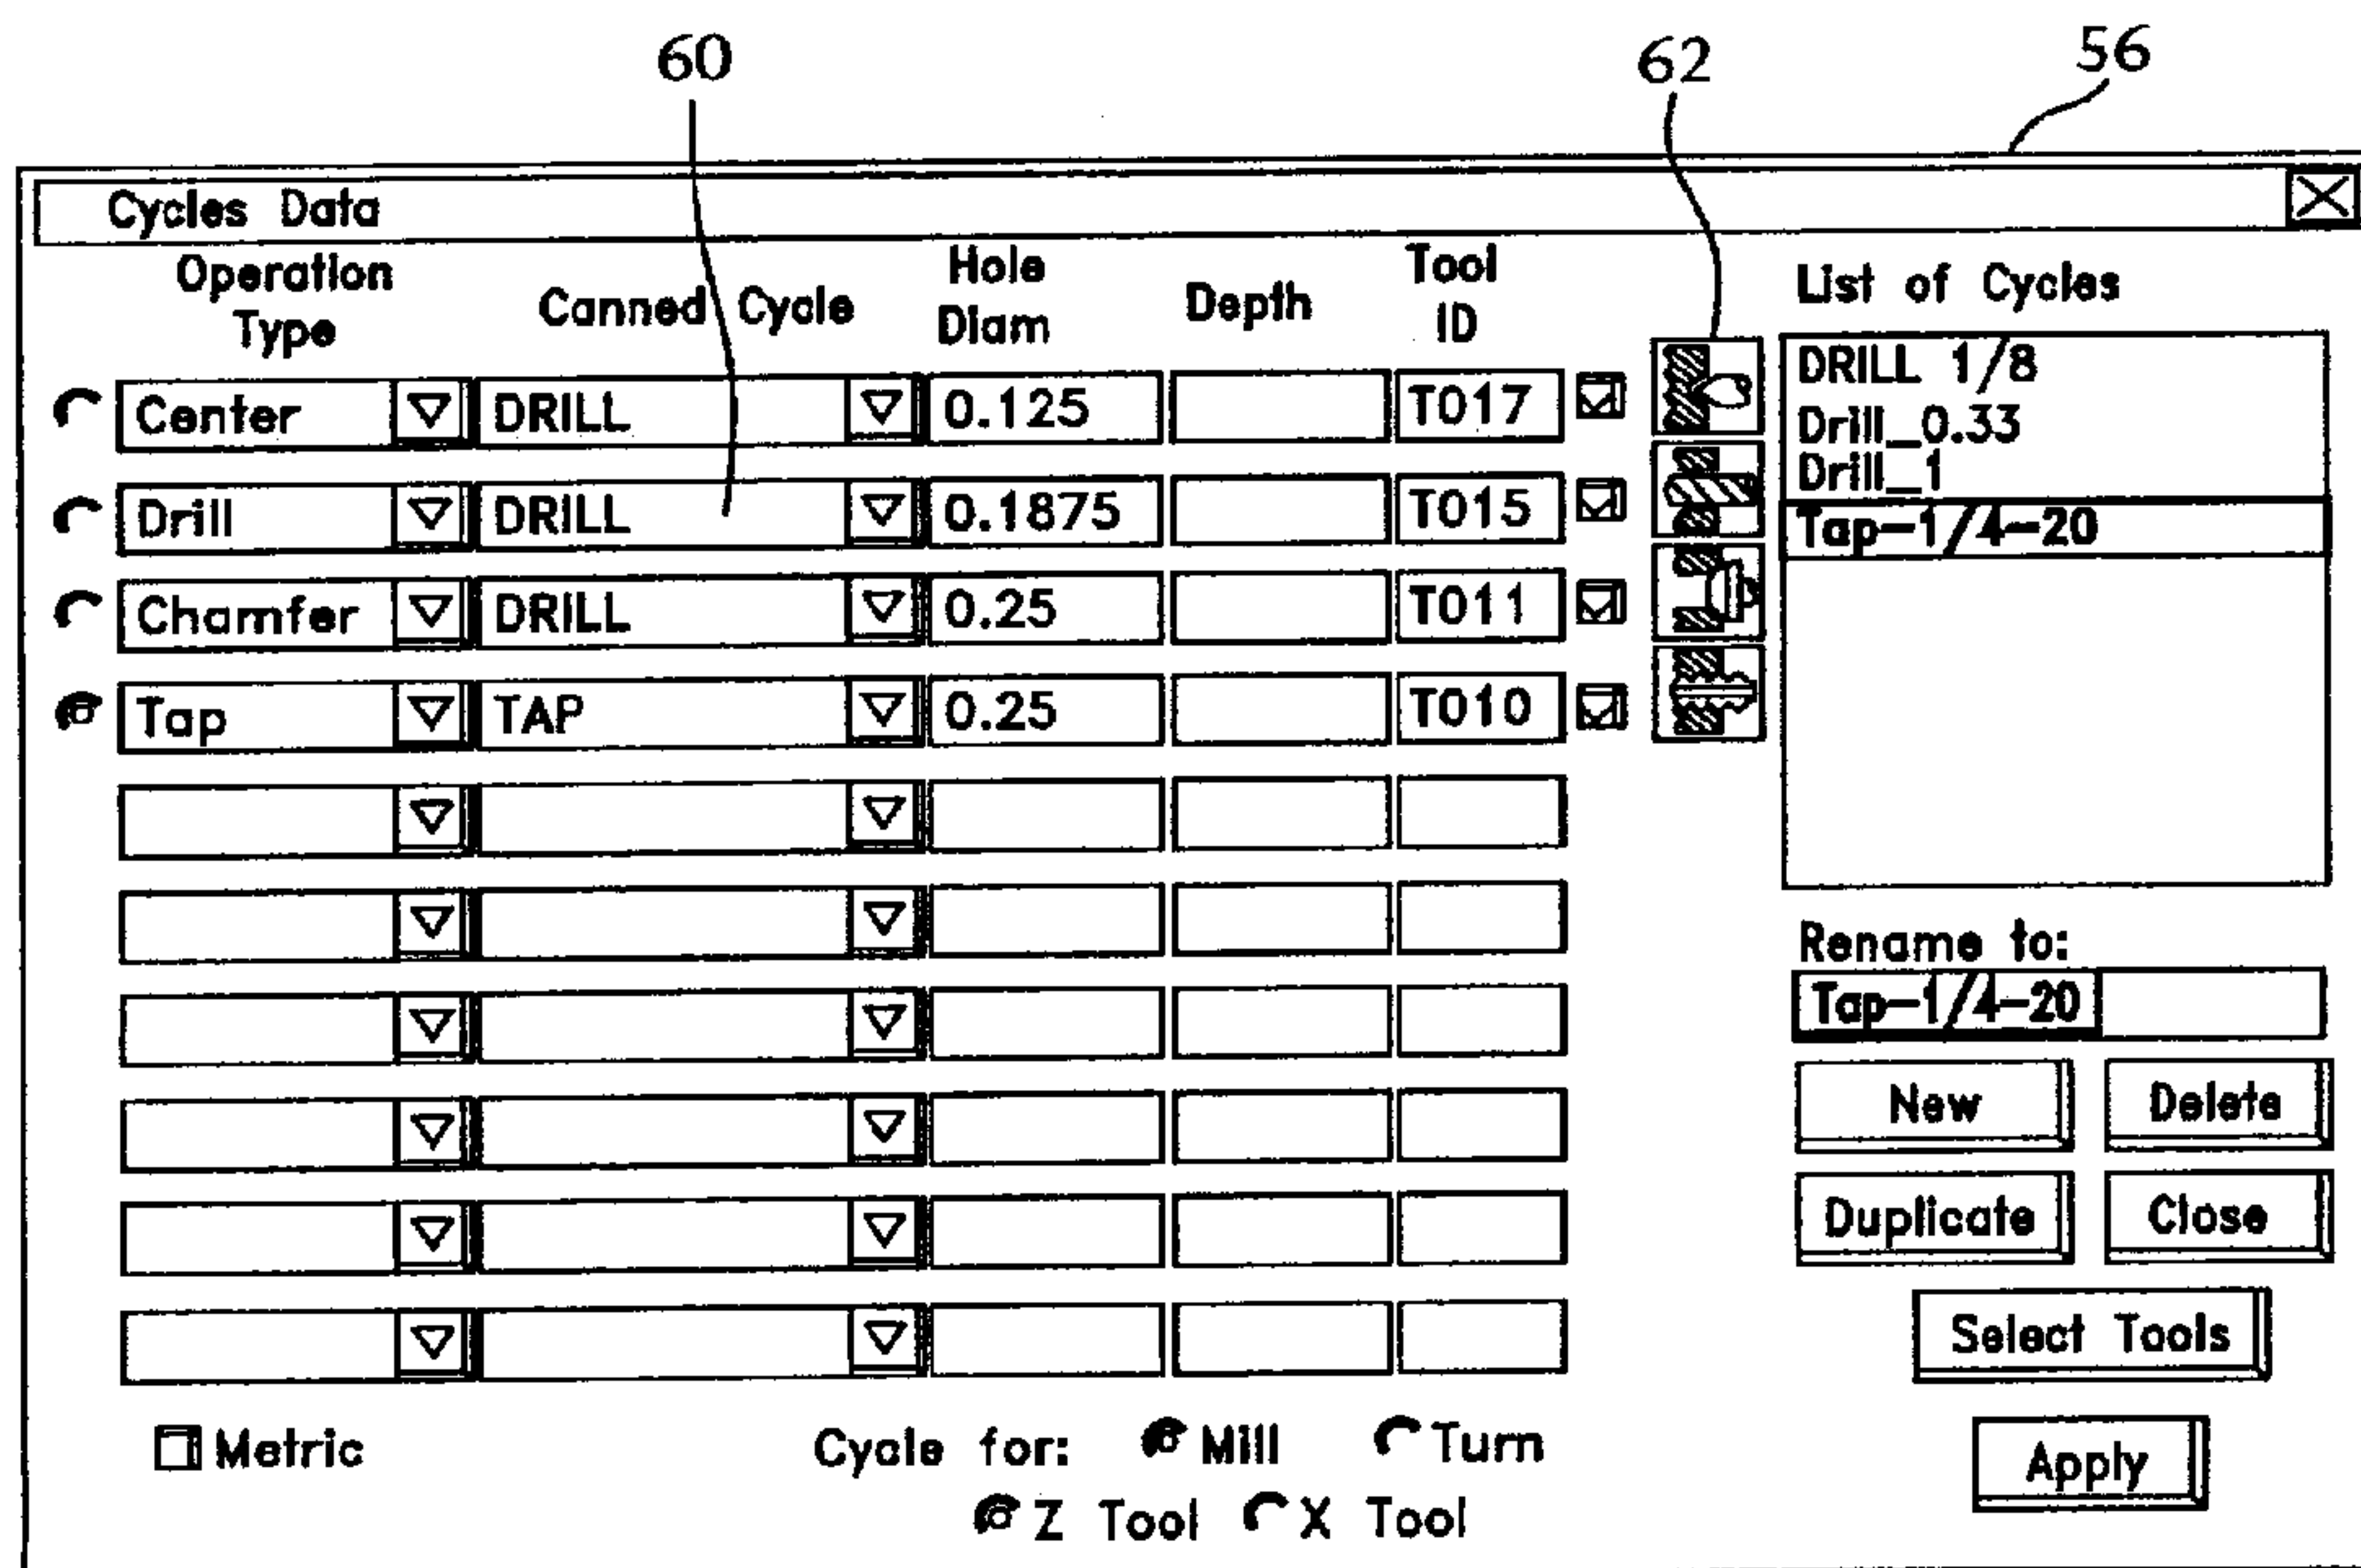 60 62 56
Cycles Data
Operation Type Canned Cycle Hole Diam Depth Tool ID
Center DRILL 0.125 T017
Drill DRILL 0.1875 T015
Chamfer DRILL 0.25 T011
Tap TAP 0.25 T010
List of Cycles
DRILL 1/8
Drill_0.33
Drill_1
Tap-1/4-20
Rename to:
Tap-1/4-20
New Delete
Duplicate Close
Select Tools
Apply
Metric Cycle for: Mill Turn
Z Tool X Tool